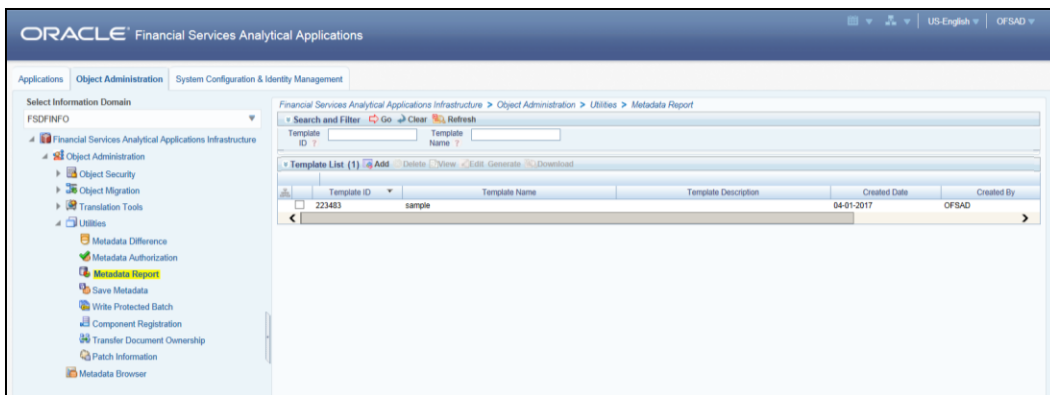 ORACLE® Financial Services Analytical Applications
US-English
OFSAD
Applications
Object Administration
System Configuration & Identity Management
Select Information Domain
FSDFINFO
Financial Services Analytical Applications Infrastructure
Object Administration
Object Security
Object Migration
Translation Tools
Utilities
Metadata Difference
Metadata Authorization
Metadata Report
Save Metadata
Write Protected Batch
Component Registration
Transfer Document Ownership
Patch Information
Metadata Browser
Financial Services Analytical Applications Infrastructure > Object Administration > Utilities > Metadata Report
Search and Filter Go Clear Refresh
Template ID ?
Template Name ?
Template List (1) Add Delete View Edit Generate Download
Template ID Template Name Template Description Created Date Created By
223483 sample 04-01-2017 OFSAD